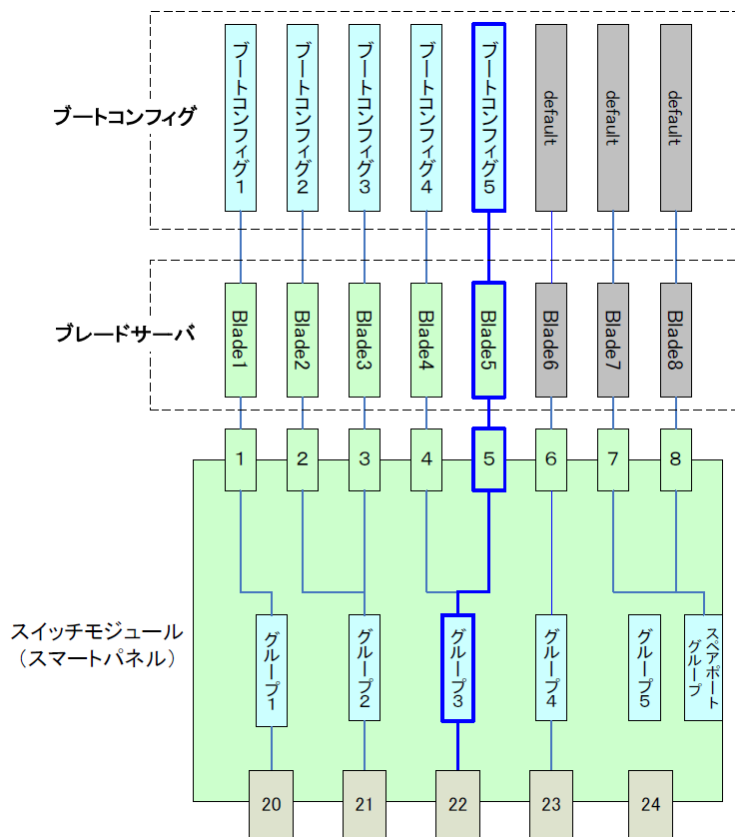 ブートコンフィグ
ブートコンフィグ1
ブートコンフィグ2
ブートコンフィグ3
ブートコンフィグ4
ブートコンフィグ5
default
default
default
ブレードサーバ
Blade1
Blade2
Blade3
Blade4
Blade5
Blade6
Blade7
Blade8
1
2
3
4
5
6
7
8
スイッチモジュール
（スマートパネル）
グループ1
グループ2
グループ3
グループ4
グループ5
スペアポート
グループ
20
21
22
23
24